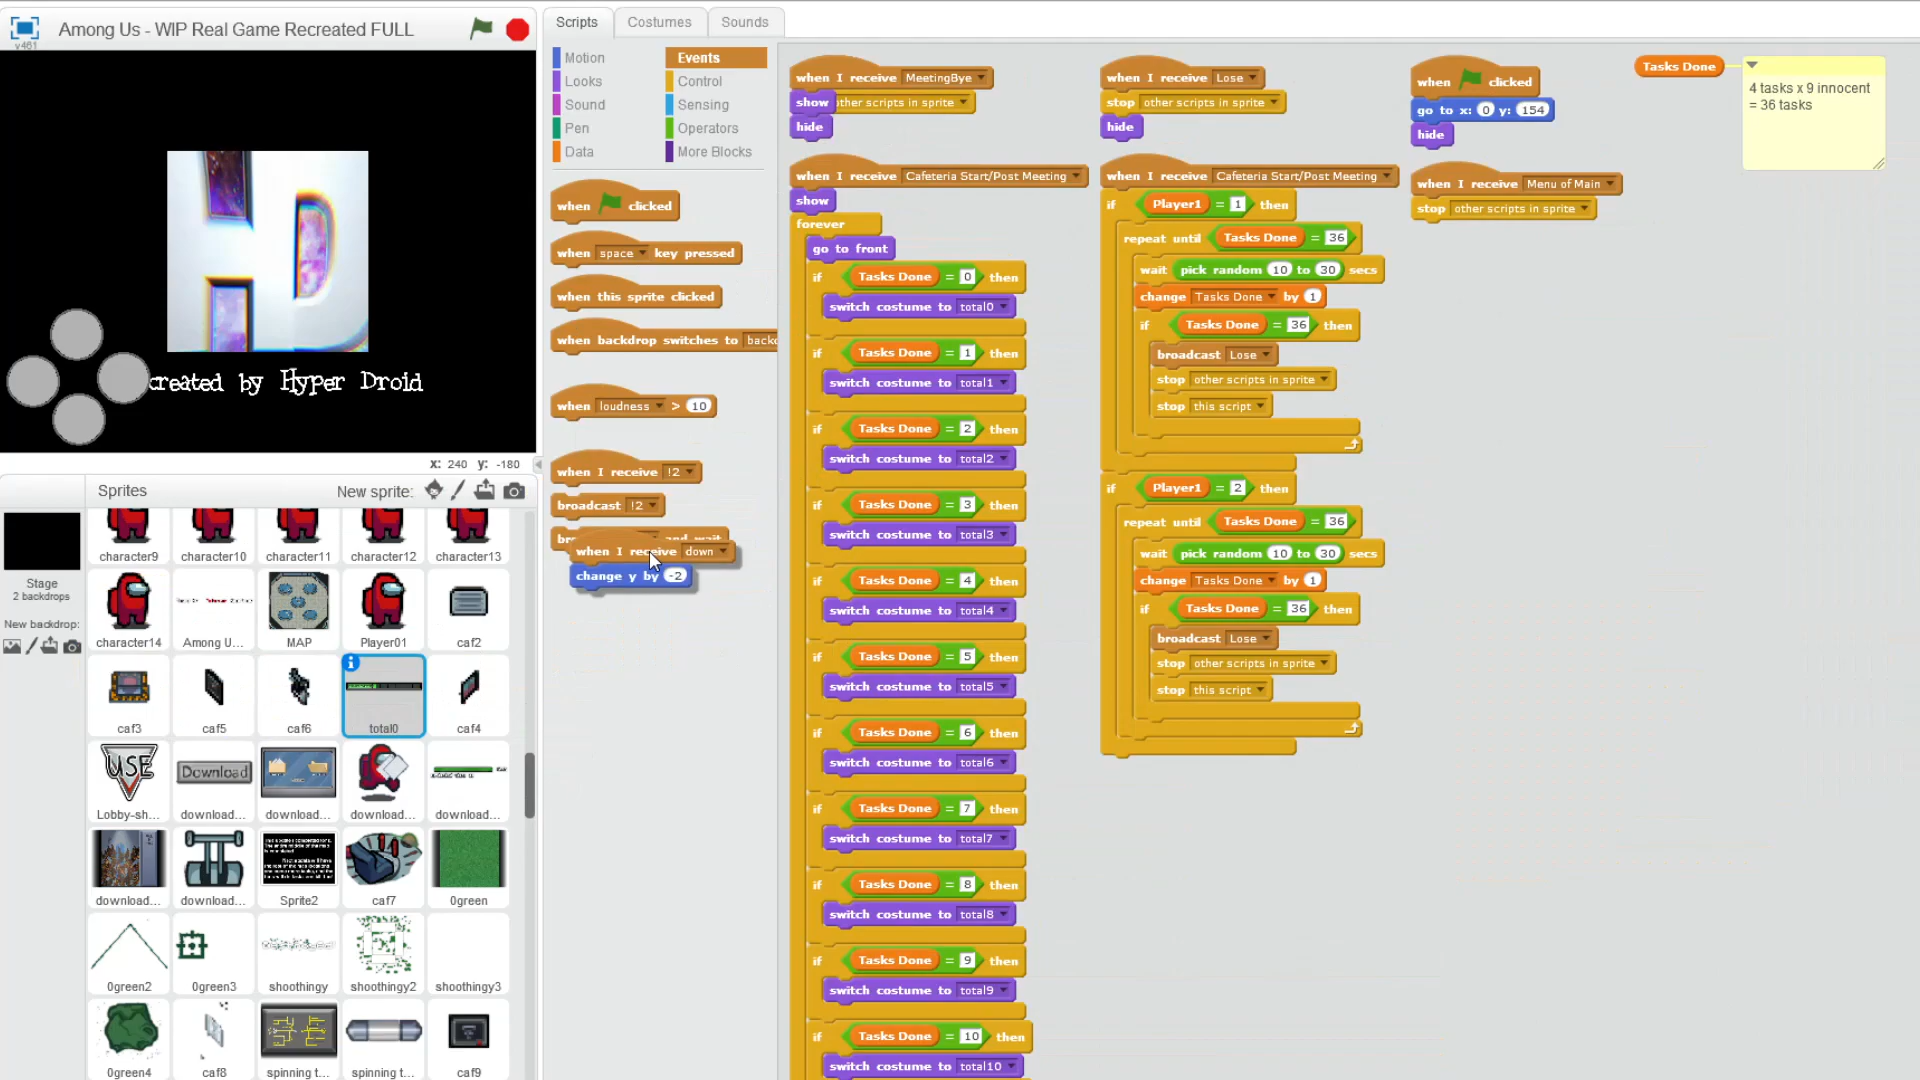 Among Us - WIP Real Game Recreated FULL
v461
created by Hyper Droid
x: 240 y: -180
Sprites
New sprite:
character9 character10 character11 character12 character13
Stage
2 backdrops
New backdrop:
character14 Among U... MAP Player01 caf2
caf3 caf5 caf6 total0 caf4
USE
Download
Lobby-sh... download... download... download... download...
download... download... Sprite2 caf7 0green
0green2 0green3 shoothingy shoothingy2 shoothingy3
0green4 caf8 spinning t... spinning t... caf9
Scripts Costumes Sounds
Motion Events
Looks Control
Sound Sensing
Pen Operators
Data More Blocks
when clicked
when space key pressed
when this sprite clicked
when backdrop switches to
when loudness > 10
when I receive !2
broadcast !2
and wait
when I receive down
change y by -2
when I receive MeetingBye
show other scripts in sprite
hide
when I receive Cafeteria Start/Post Meeting
show
forever
go to front
if Tasks Done = 0 then
switch costume to total0
if Tasks Done = 1 then
switch costume to total1
if Tasks Done = 2 then
switch costume to total2
if Tasks Done = 3 then
switch costume to total3
if Tasks Done = 4 then
switch costume to total4
if Tasks Done = 5 then
switch costume to total5
if Tasks Done = 6 then
switch costume to total6
if Tasks Done = 7 then
switch costume to total7
if Tasks Done = 8 then
switch costume to total8
if Tasks Done = 9 then
switch costume to total9
if Tasks Done = 10 then
switch costume to total10
when I receive Lose
stop other scripts in sprite
hide
when I receive Cafeteria Start/Post Meeting
if Player1 = 1 then
repeat until Tasks Done = 36
wait pick random 10 to 30 secs
change Tasks Done by 1
if Tasks Done = 36 then
broadcast Lose
stop other scripts in sprite
stop this script
if Player1 = 2 then
repeat until Tasks Done = 36
wait pick random 10 to 30 secs
change Tasks Done by 1
if Tasks Done = 36 then
broadcast Lose
stop other scripts in sprite
stop this script
when clicked
go to x: 0 y: 154
hide
when I receive Menu of Main
stop other scripts in sprite
Tasks Done
4 tasks x 9 innocent
= 36 tasks